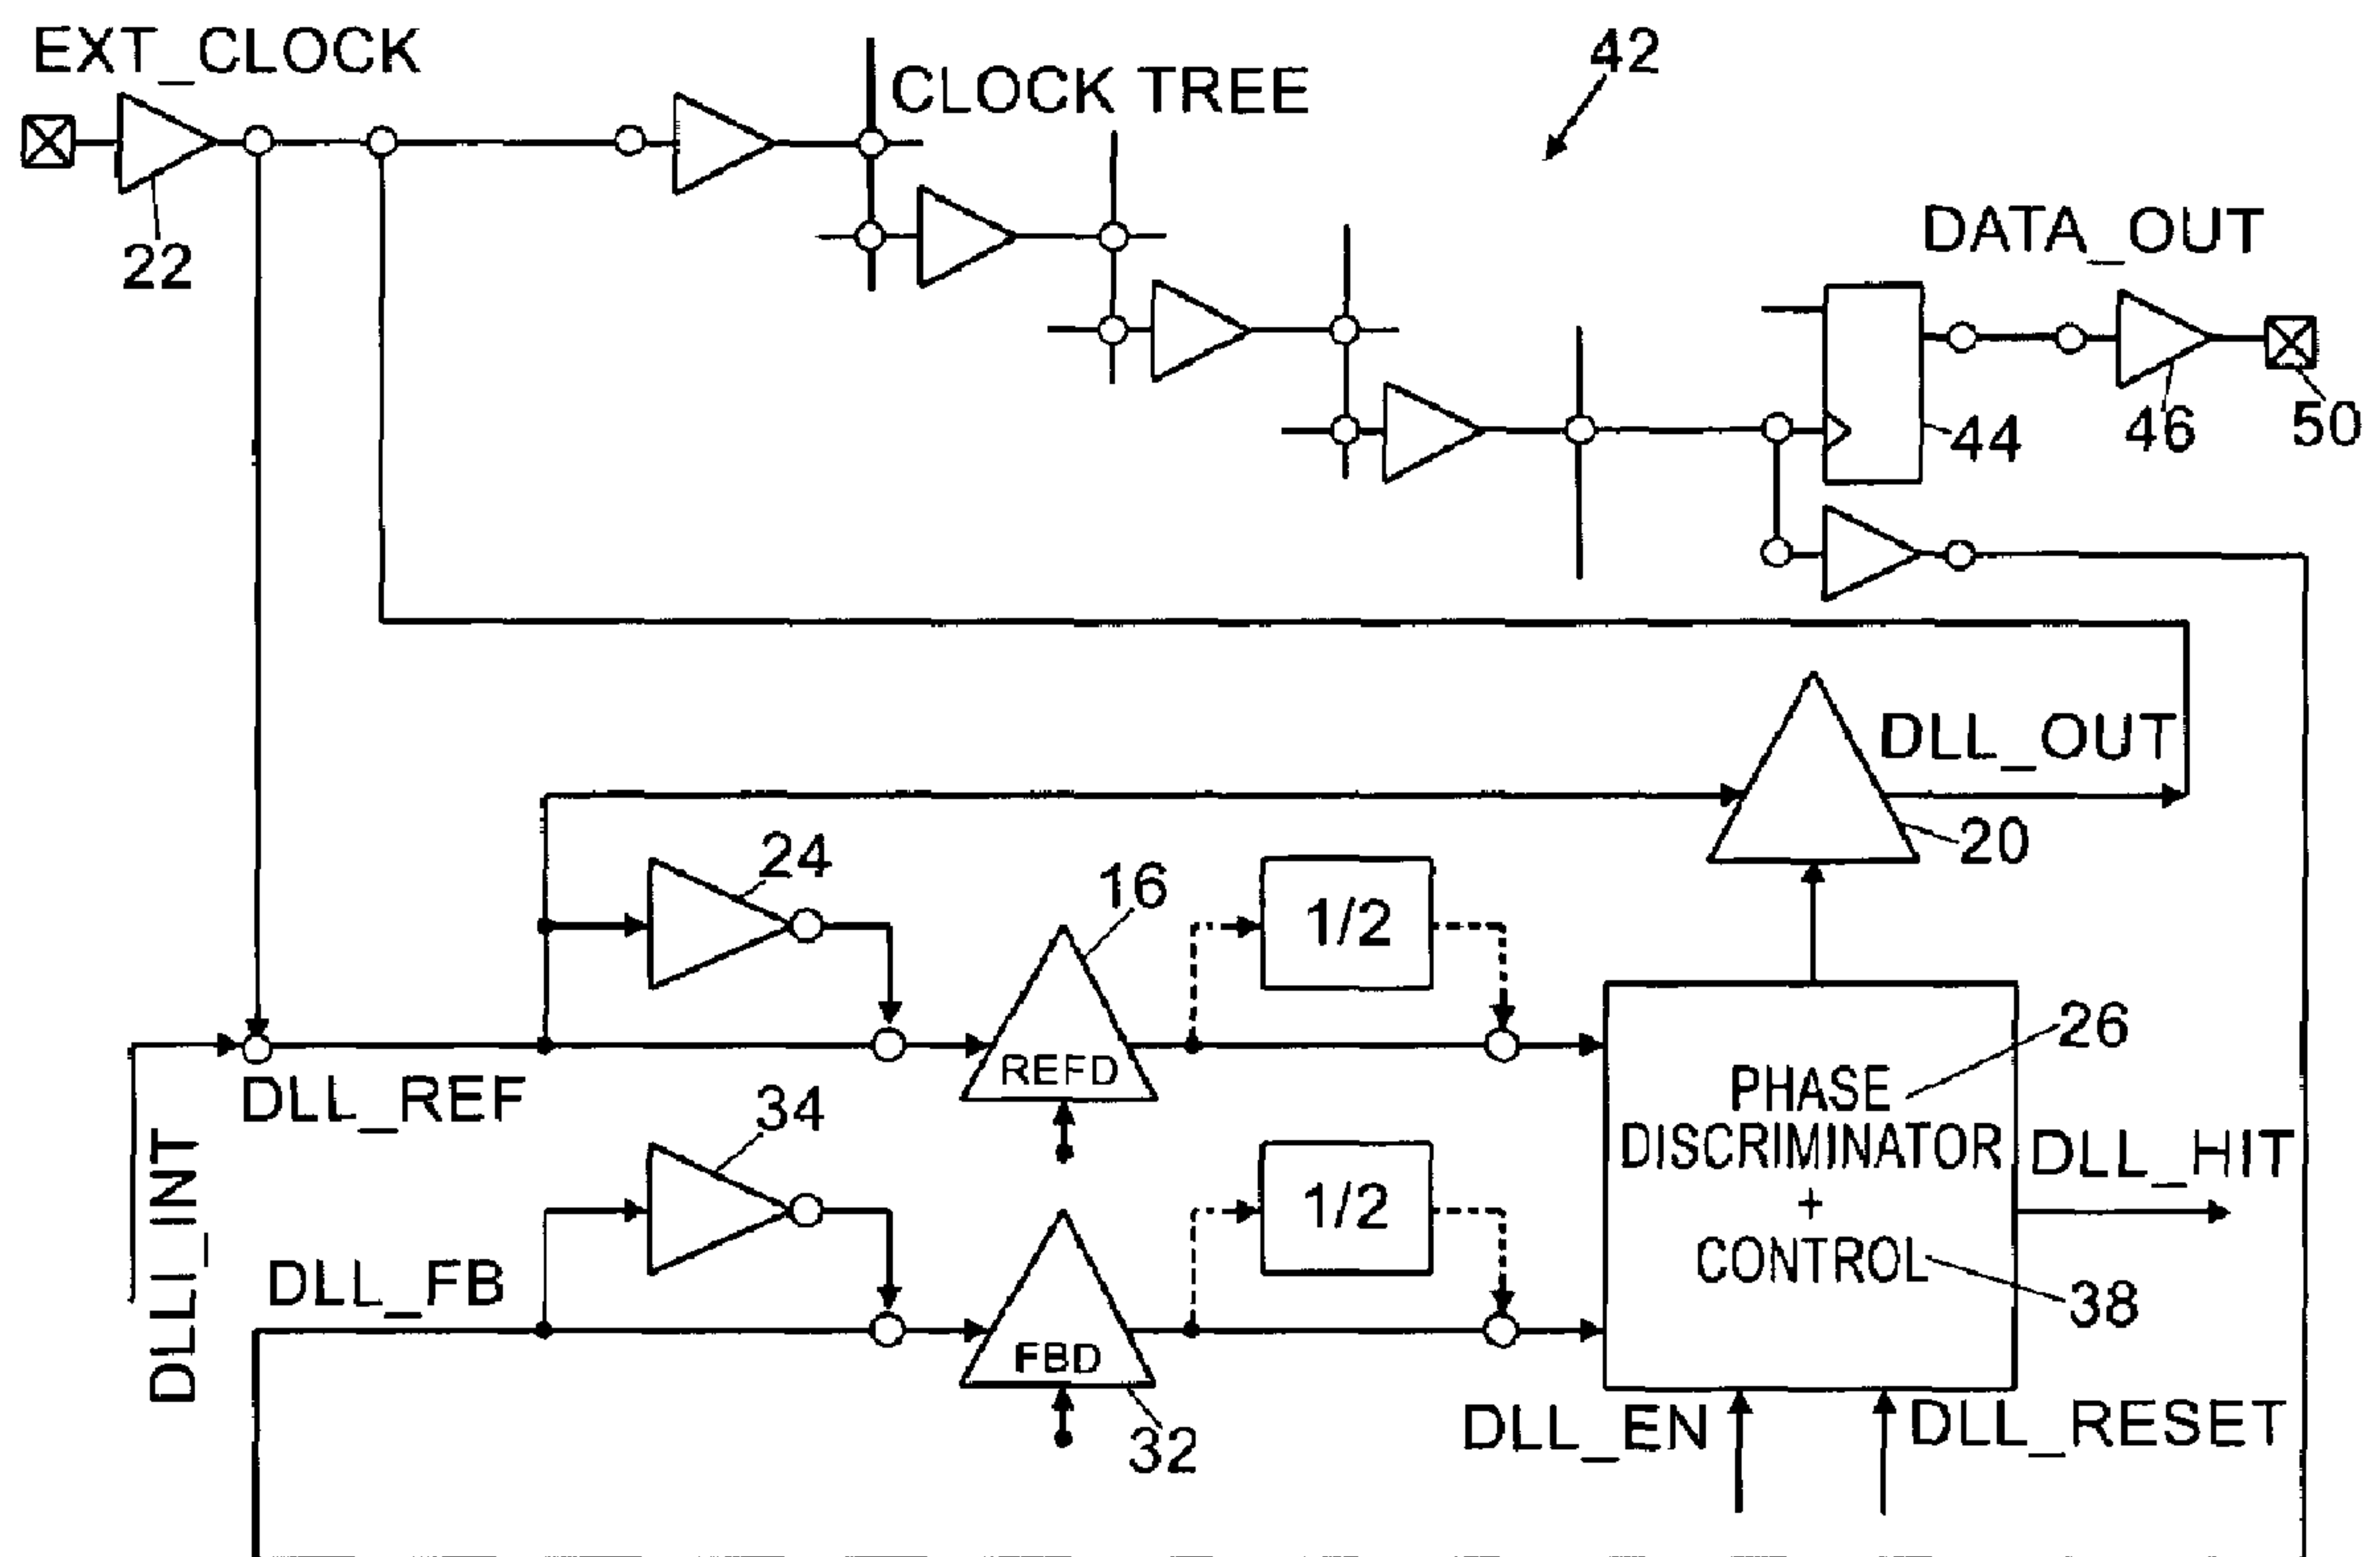 EXT_CLOCK
CLOCK TREE
42
22
DATA_OUT
44
46
50
DLL_OUT
20
24
16
1/2
REFD
DLL_REF
26
PHASE
DISCRIMINATOR
+
CONTROL
38
DLL_HIT
34
1/2
DLLI_INT
DLL_FB
FBD
32
DLL_EN
DLL_RESET